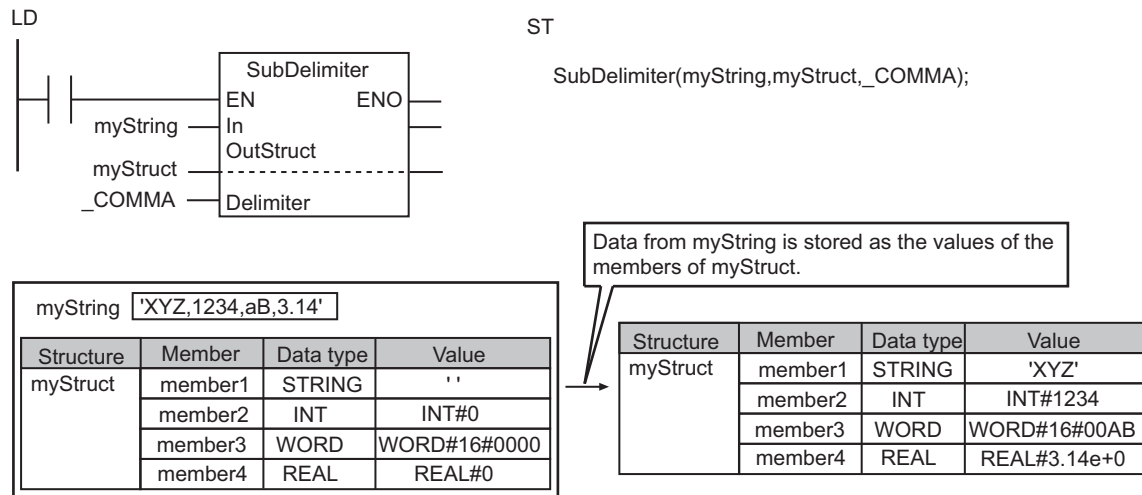 LD
ST
SubDelimiter
SubDelimiter(myString,myStruct,_COMMA);
EN ENO
myString In
OutStruct
myStruct
_COMMA Delimiter
Data from myString is stored as the values of the
members of myStruct.
myString 'XYZ,1234,aB,3.14'
Structure Member Data type Value
myStruct member1 STRING ' '
member2 INT INT#0
member3 WORD WORD#16#0000
member4 REAL REAL#0
Structure Member Data type Value
myStruct member1 STRING 'XYZ'
member2 INT INT#1234
member3 WORD WORD#16#00AB
member4 REAL REAL#3.14e+0